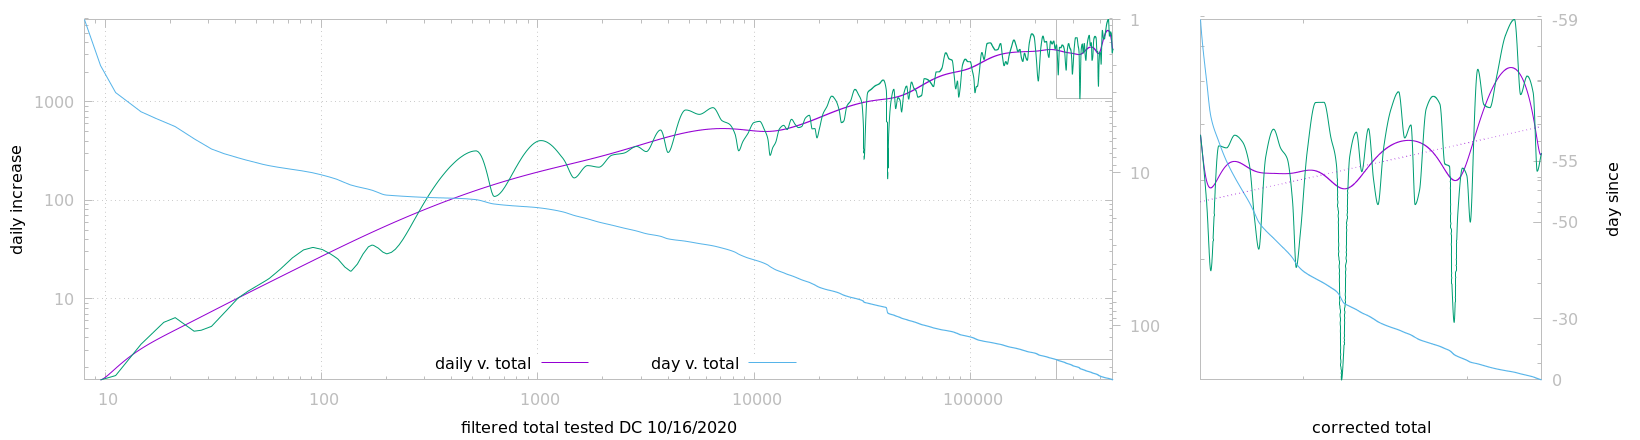 daily increase
1000
100
10
10
100
1000
10000
100000
1
10
100
daily v. total
day v. total
filtered total tested DC 10/16/2020
-59
-55
-50
-30
0
day since
corrected total